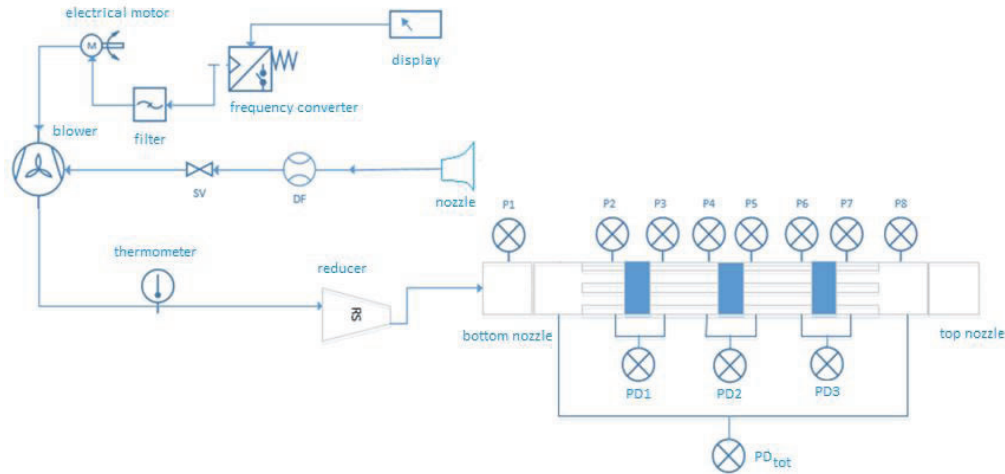 electrical motor
M
display
frequency converter
filter
blower
SV
DF
nozzle
P1
P2
P3
P4
P5
P6
P7
P8
thermometer
reducer
RS
bottom nozzle
top nozzle
PD1
PD2
PD3
PDtot